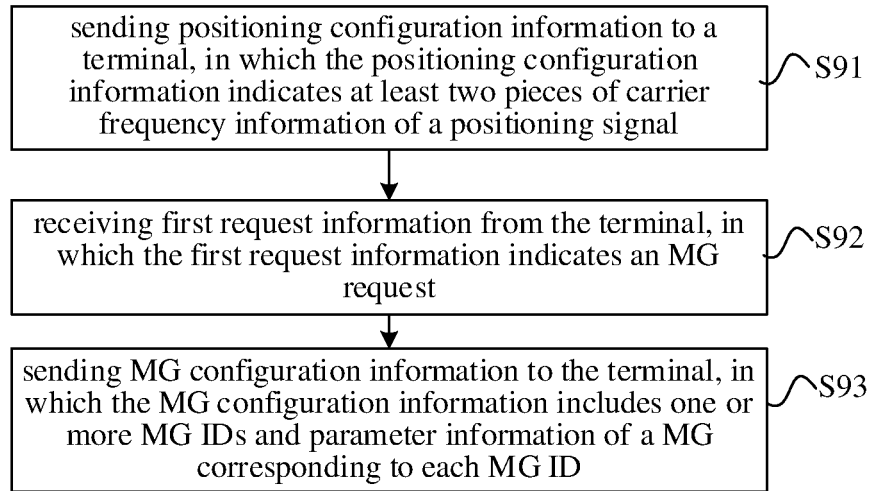 sending positioning configuration information to a
terminal, in which the positioning configuration
information indicates at least two pieces of carrier
frequency information of a positioning signal
S91
receiving first request information from the terminal, in
which the first request information indicates an MG
request
S92
sending MG configuration information to the terminal, in
which the MG configuration information includes one or
more MG IDs and parameter information of a MG
corresponding to each MG ID
S93